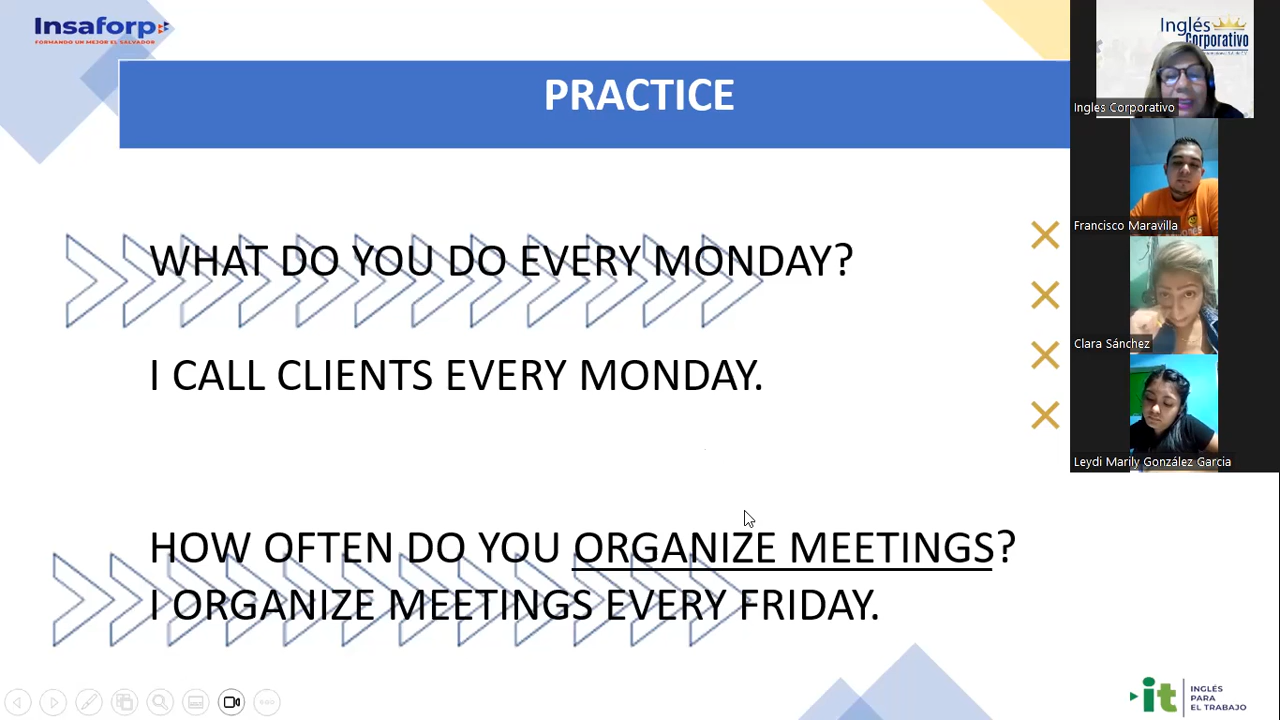 Insaforp
FORMANDO UN MEJOR EL SALVADOR
PRACTICE
WHAT DO YOU DO EVERY MONDAY?
I CALL CLIENTS EVERY MONDAY.
HOW OFTEN DO YOU ORGANIZE MEETINGS?
I ORGANIZE MEETINGS EVERY FRIDAY.
Inglés
Corporativo
Ingles Corporativo
Francisco Maravilla
Clara Sánchez
Leydi Marily González Garcia
it
INGLÉS
PARA
EL TRABAJO